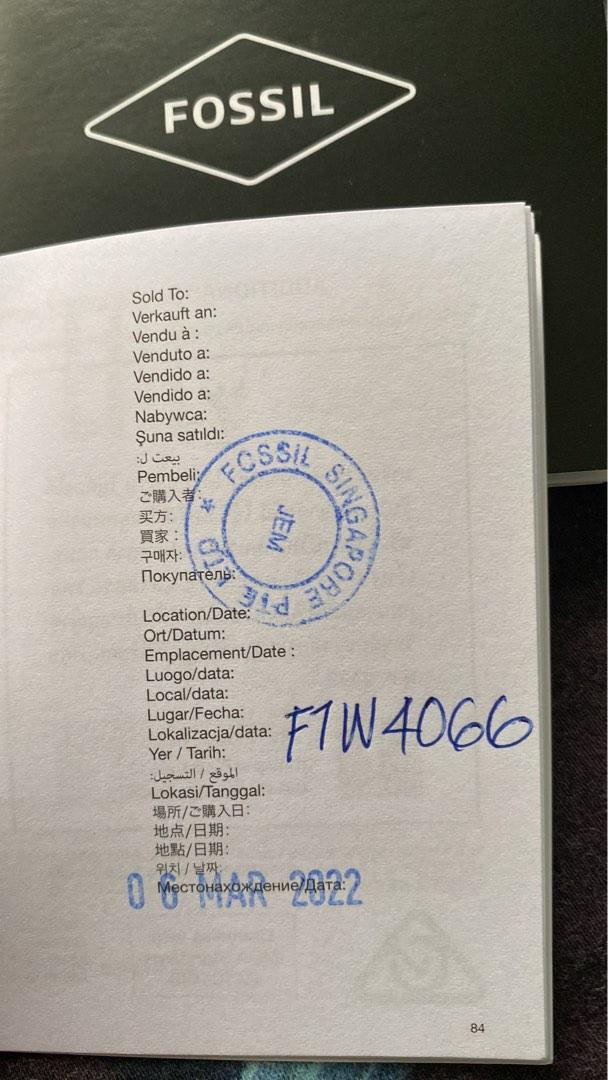 FOSSIL
Sold To:
Verkauft an:
Vendu à :
Venduto a:
Vendido a:
Vendido a:
Nabywca:
Şuna satıldı:
بيعت ل:
Pembeli:
ご購入者:
买方:
買家：
구매자:
Покупатель:
FOSSIL SINGAPORE PTE LTD *
JEM
Location/Date:
Ort/Datum:
Emplacement/Date :
Luogo/data:
Local/data:
Lugar/Fecha:
Lokalizacja/data:
Yer / Tarih:
الموقع / التسجيل:
Lokasi/Tanggal:
場所/ご購入日:
地点/日期:
地點/日期:
위치 / 날짜:
Местонахождение/Дата:
F1W4066
06 MAR 2022
84